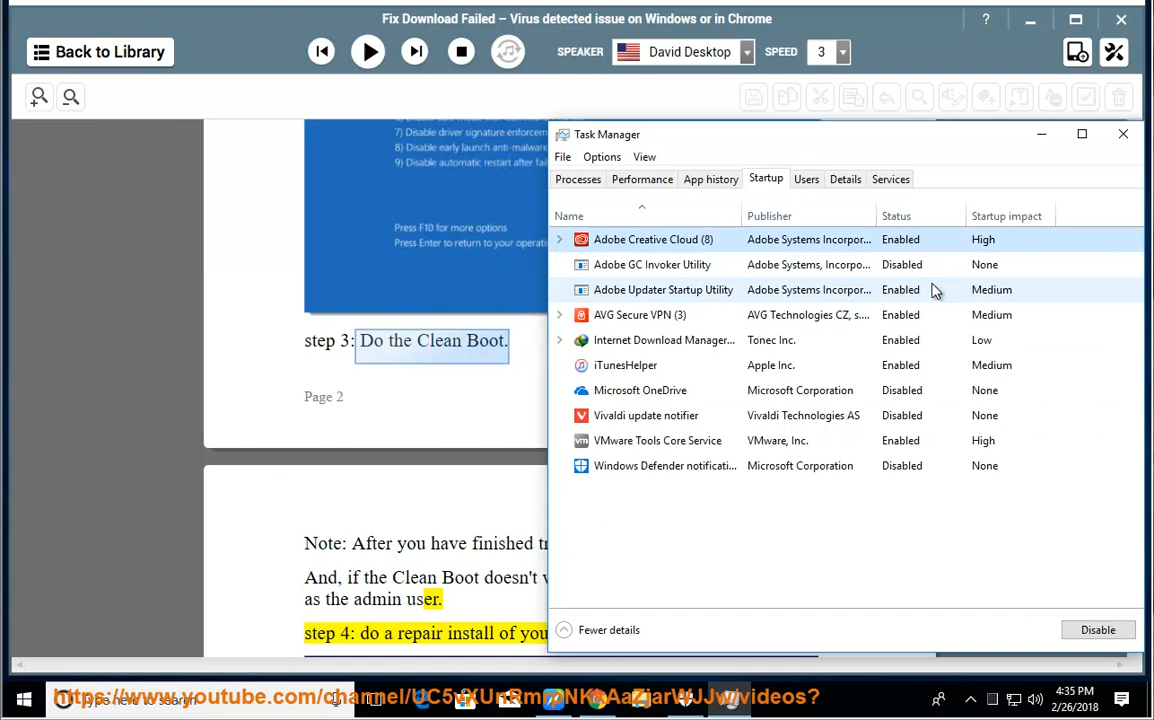 Fix Download Failed – Virus detected issue on Windows or in Chrome
?
Back to Library
SPEAKER
David Desktop
SPEED
3
7) Disable driver signature enforcem
8) Disable early launch anti-malware
9) Disable automatic restart after fai
Press F10 for more options
Press Enter to return to your operati
step 3: Do the Clean Boot.
Page 2
Note: After you have finished t
And, if the Clean Boot doesn't
as the admin user.
step 4: do a repair install of you
Task Manager
File Options View
Processes Performance App history Startup Users Details Services
Name Publisher Status Startup impact
Adobe Creative Cloud (8) Adobe Systems Incorpor... Enabled High
Adobe GC Invoker Utility Adobe Systems, Incorpo... Disabled None
Adobe Updater Startup Utility Adobe Systems Incorpor... Enabled Medium
AVG Secure VPN (3) AVG Technologies CZ, s.... Enabled Medium
Internet Download Manager... Tonec Inc. Enabled Low
iTunesHelper Apple Inc. Enabled Medium
Microsoft OneDrive Microsoft Corporation Disabled None
Vivaldi update notifier Vivaldi Technologies AS Disabled None
vm VMware Tools Core Service VMware, Inc. Enabled High
Windows Defender notificati... Microsoft Corporation Disabled None
Fewer details
Disable
Type here to search
4:35 PM
2/26/2018